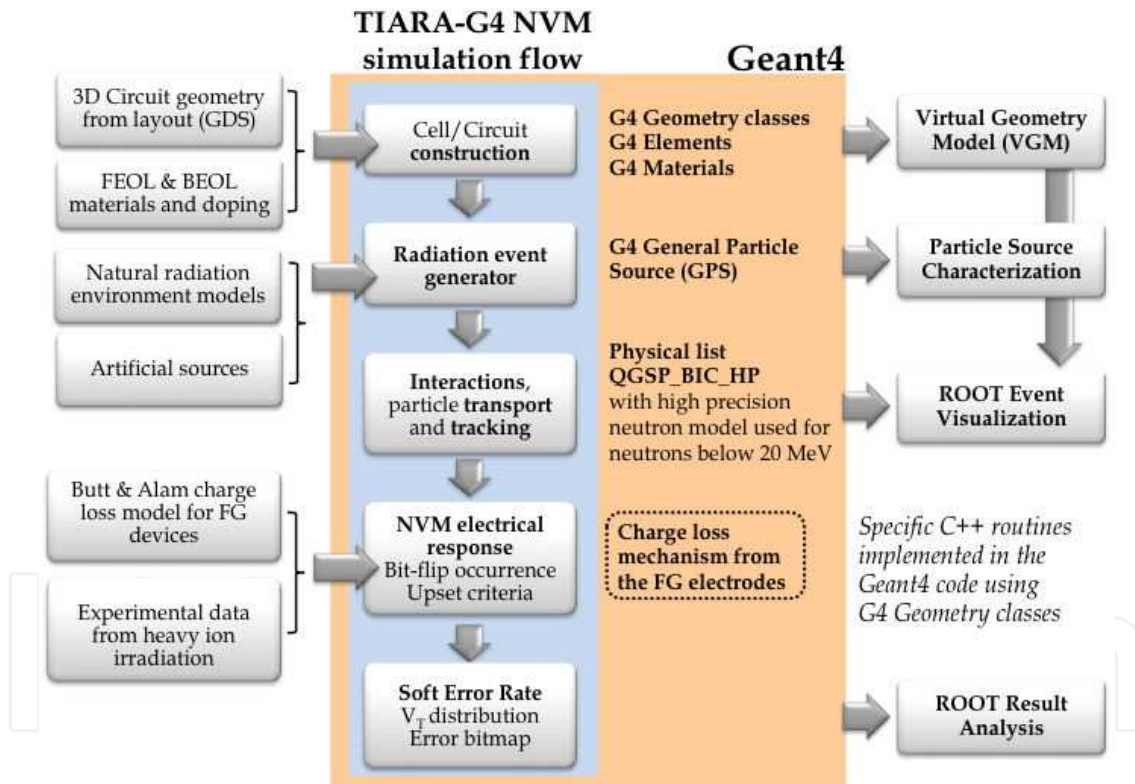 TIARA-G4 NVM
simulation flow
Geant4
3D Circuit geometry
from layout (GDS)
FEOL & BEOL
materials and doping
Cell/Circuit
construction
G4 Geometry classes
G4 Elements
G4 Materials
Virtual Geometry
Model (VGM)
Natural radiation
environment models
Artificial sources
Radiation event
generator
G4 General Particle
Source (GPS)
Particle Source
Characterization
Interactions,
particle transport
and tracking
Physical list
QGSP_BIC_HP
with high precision
neutron model used for
neutrons below 20 MeV
ROOT Event
Visualization
Butt & Alam charge
loss model for FG
devices
Experimental data
from heavy ion
irradiation
NVM electrical
response
Bit-flip occurrence
Upset criteria
Charge loss
mechanism from
the FG electrodes
Specific C++ routines
implemented in the
Geant4 code using
G4 Geometry classes
Soft Error Rate
VT distribution
Error bitmap
ROOT Result
Analysis